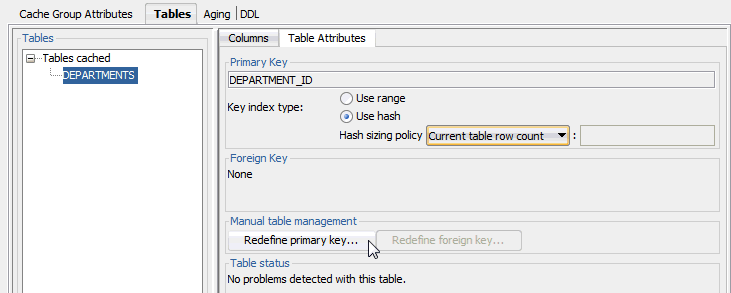 Cache Group Attributes Tables Aging DDL
Tables
Tables cached
DEPARTMENTS
Columns Table Attributes
Primary Key
DEPARTMENT_ID
Key index type:
Use range
Use hash
Hash sizing policy Current table row count :
Foreign Key
None
Manual table management
Redefine primary key... Redefine foreign key...
Table status
No problems detected with this table.